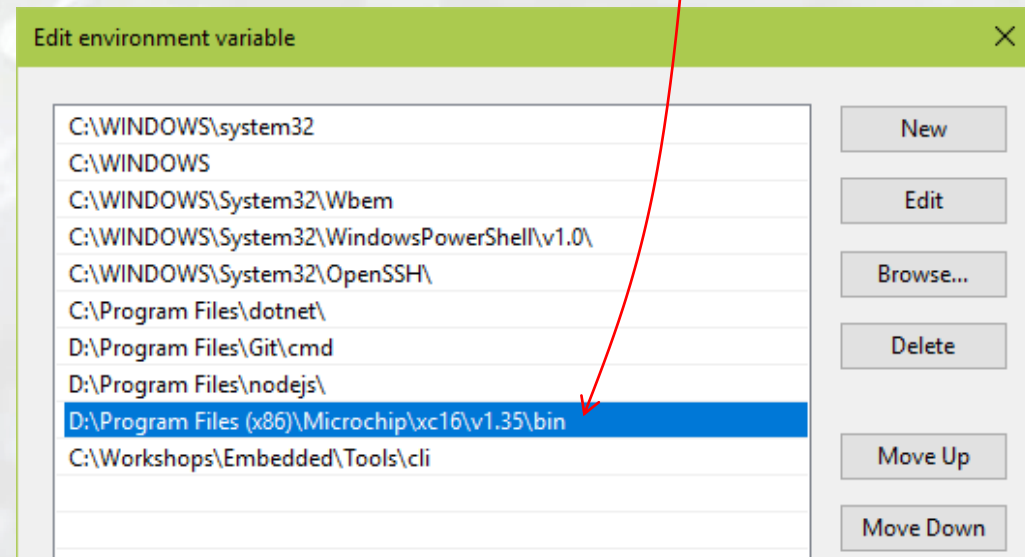 Edit environment variable
C:\WINDOWS\system32
New
C:\WINDOWS
C:\WINDOWS\System32\Wbem
Edit
C:\WINDOWS\System32\WindowsPowerShell\v1.0\
C:\WINDOWS\System32\OpenSSH\
Browse...
C:\Program Files\dotnet\
D:\Program Files\Git\cmd
Delete
D:\Program Files\nodejs\
D:\Program Files (x86)\Microchip\xc16\v1.35\bin
C:\Workshops\Embedded\Tools\cli
Move Up
Move Down